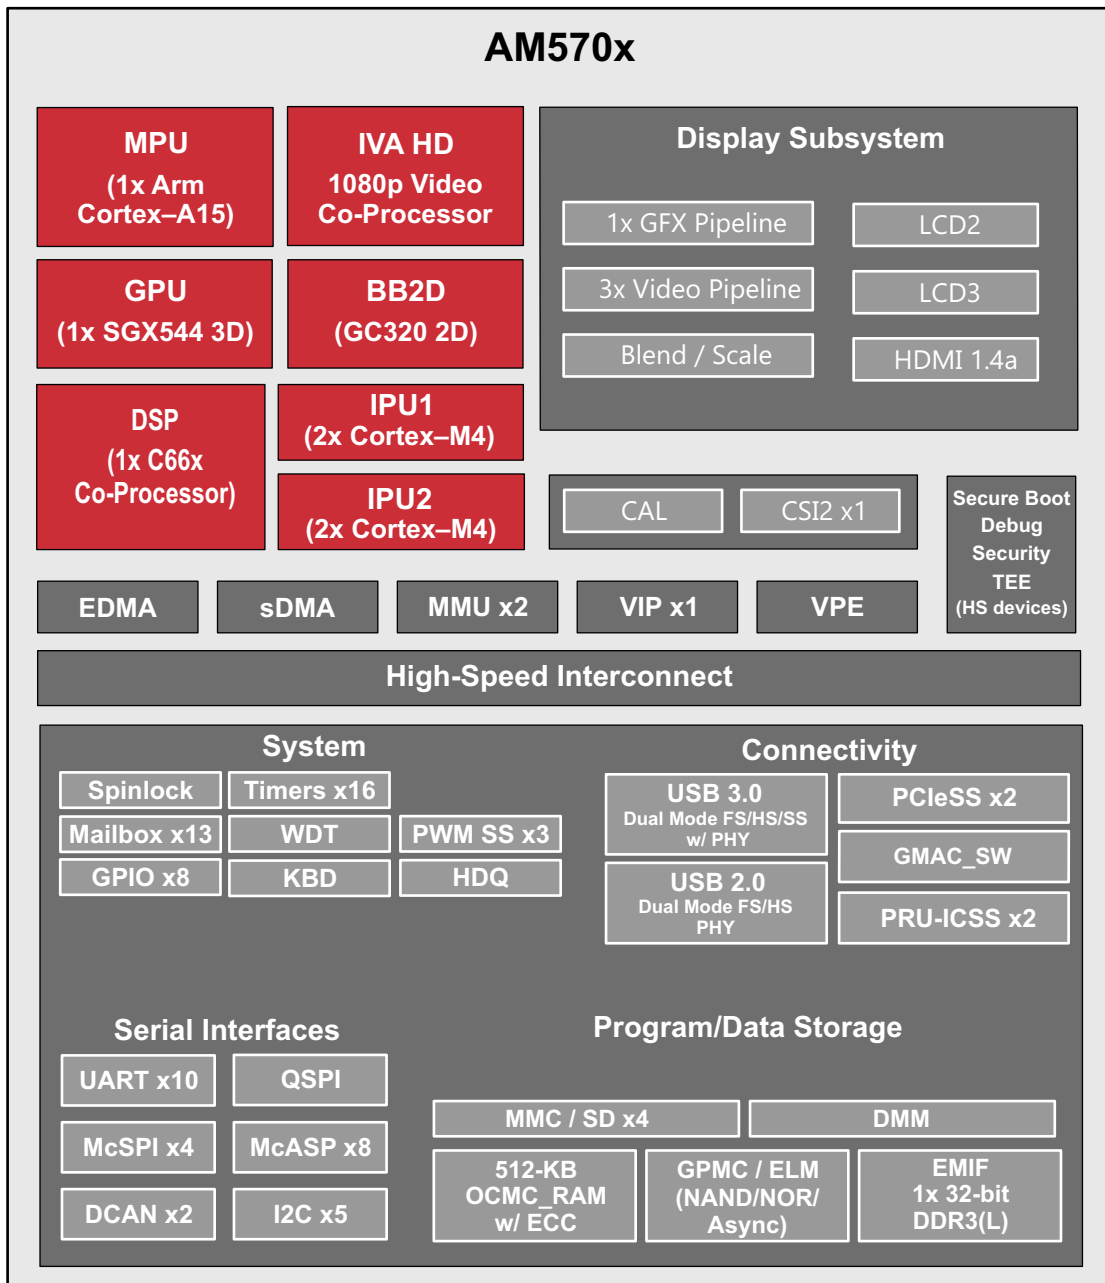 AM570x
MPU
(1x Arm
Cortex–A15)
IVA HD
1080p Video
Co-Processor
GPU
(1x SGX544 3D)
BB2D
(GC320 2D)
DSP
(1x C66x
Co-Processor)
IPU1
(2x Cortex–M4)
IPU2
(2x Cortex–M4)
Display Subsystem
1x GFX Pipeline
LCD2
3x Video Pipeline
LCD3
Blend / Scale
HDMI 1.4a
CAL
CSI2 x1
Secure Boot
Debug
Security
TEE
(HS devices)
EDMA
sDMA
MMU x2
VIP x1
VPE
High-Speed Interconnect
System
Spinlock
Timers x16
Mailbox x13
WDT
PWM SS x3
GPIO x8
KBD
HDQ
Connectivity
USB 3.0
Dual Mode FS/HS/SS
w/ PHY
PCIeSS x2
GMAC_SW
USB 2.0
Dual Mode FS/HS
PHY
PRU-ICSS x2
Serial Interfaces
UART x10
QSPI
McSPI x4
McASP x8
DCAN x2
I2C x5
Program/Data Storage
MMC / SD x4
DMM
512-KB
OCMC_RAM
w/ ECC
GPMC / ELM
(NAND/NOR/
Async)
EMIF
1x 32-bit
DDR3(L)